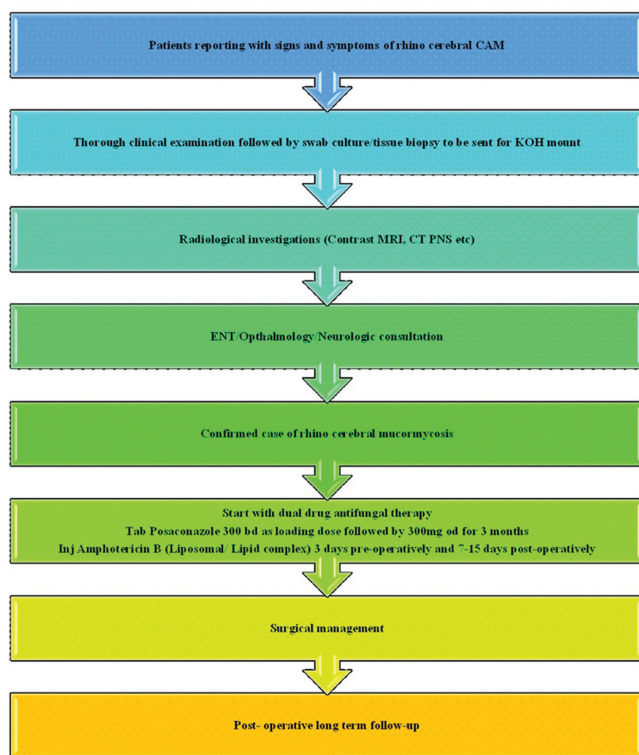 Patients reporting with signs and symptoms of rhino cerebral CAM
Thorough clinical examination followed by swab culture/tissue biopsy to be sent for KOH mount
Radiological investigations (Contrast MRI, CT PNS etc)
ENT/Opthalmology/Neurologic consultation
Confirmed case of rhino cerebral mucormycosis
Start with dual drug antifungal therapy
Tab Posaconazole 300 bd as loading dose followed by 300mg od for 3 months
Inj Amphotericin B (Liposomal/ Lipid complex) 3 days pre-operatively and 7-15 days post-operatively
Surgical management
Post- operative long term follow-up